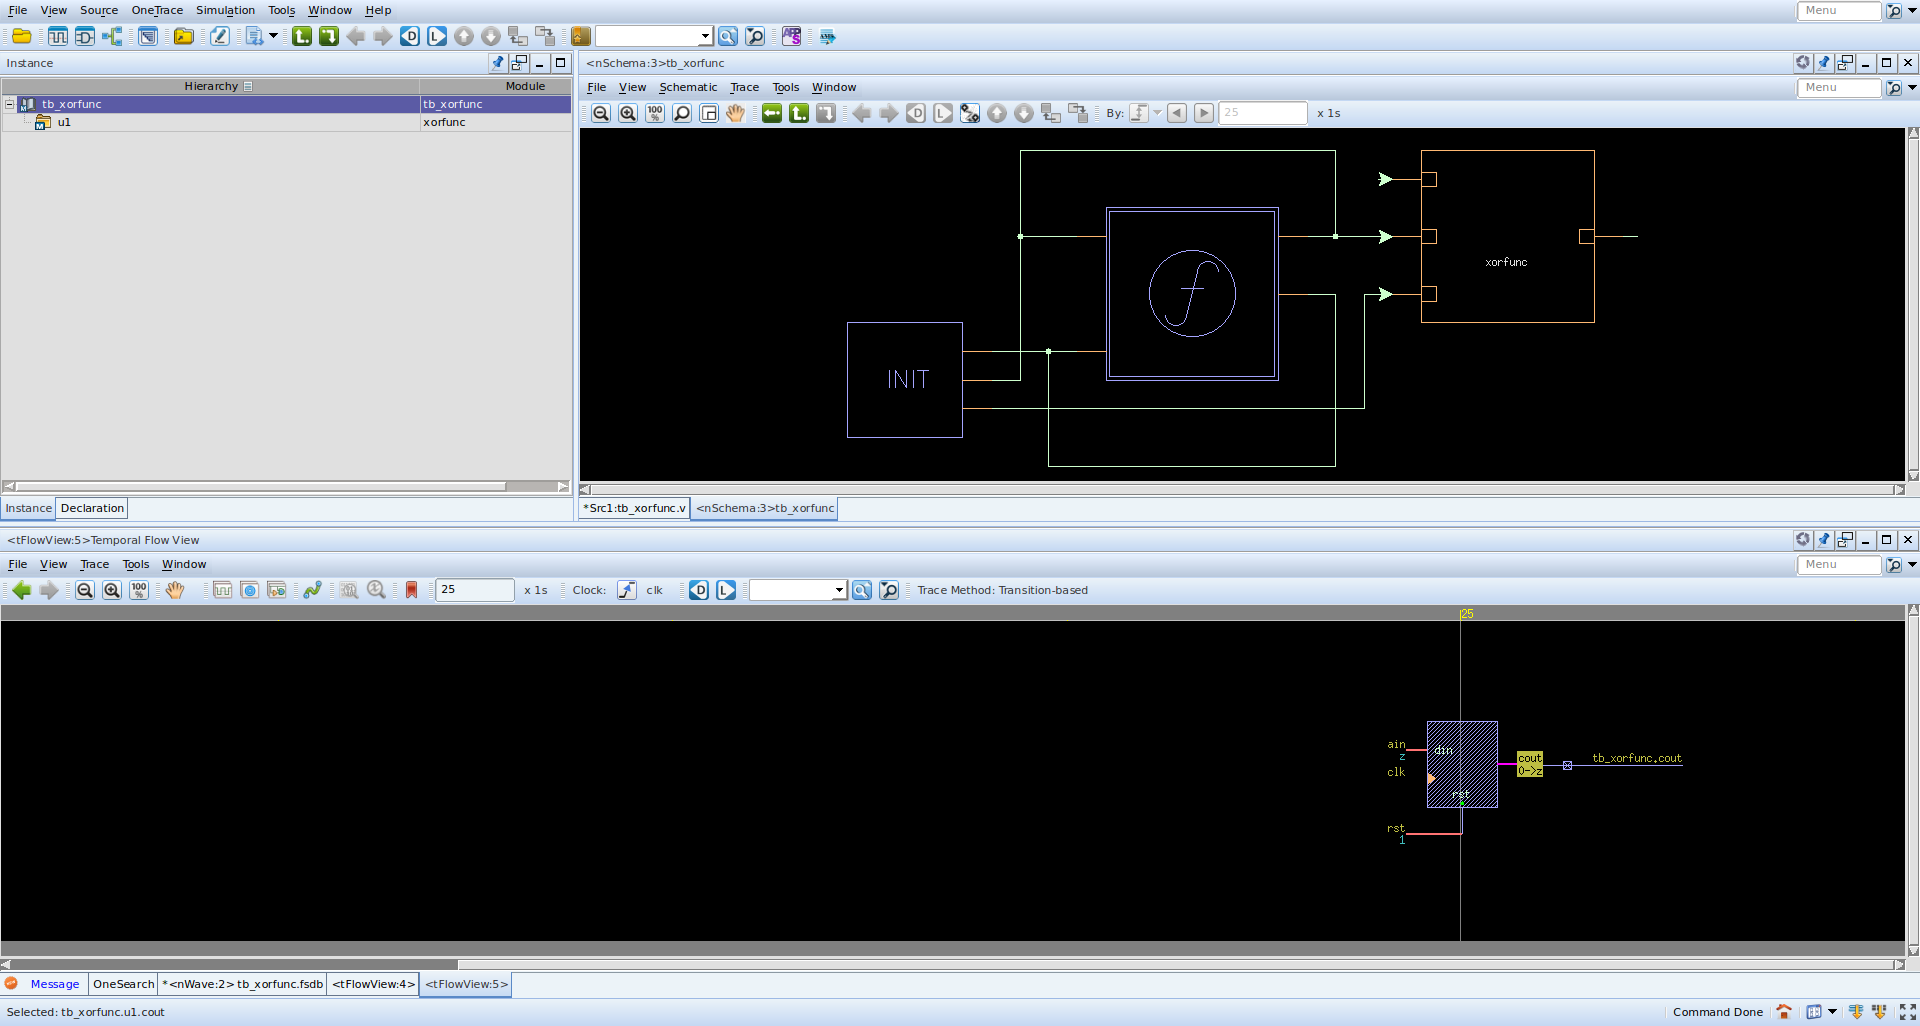 File View Source OneTrace Simulation Tools Window Help
Menu
Instance
Hierarchy Module
tb_xorfunc tb_xorfunc
u1 xorfunc
Instance Declaration
<nSchema:3>tb_xorfunc
File View Schematic Trace Tools Window
Menu
100 %
By: 25 x 1s
xorfunc
INIT
*Src1:tb_xorfunc.v <nSchema:3>tb_xorfunc
<tFlowView:5>Temporal Flow View
File View Trace Tools Window
Menu
100 %
25 x 1s Clock: clk Trace Method: Transition-based
25
ain
z
din
clk
rst
cout
0->z
tb_xorfunc.cout
rst
1
Message OneSearch *<nWave:2> tb_xorfunc.fsdb <tFlowView:4> <tFlowView:5>
Selected: tb_xorfunc.u1.cout
Command Done